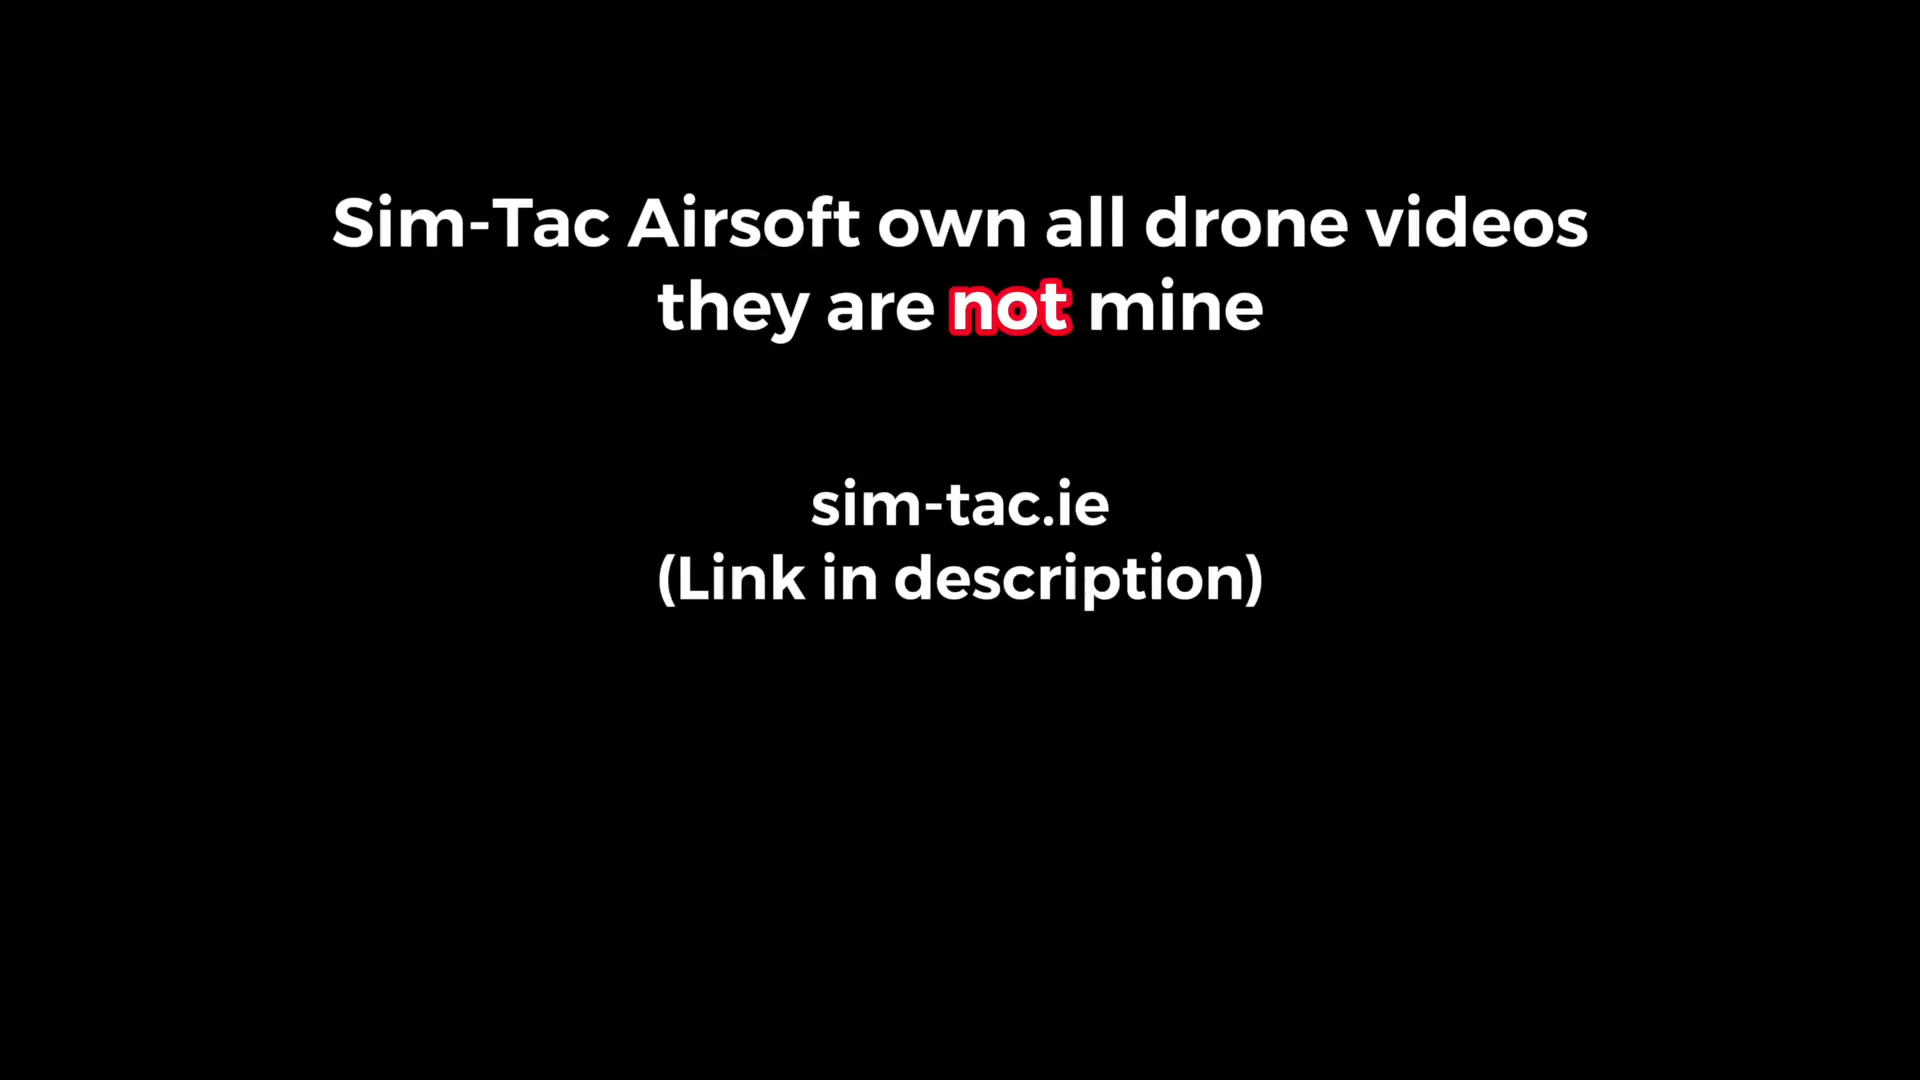 Sim-Tac Airsoft own all drone videos
they are not mine
sim-tac.ie
(Link in description)